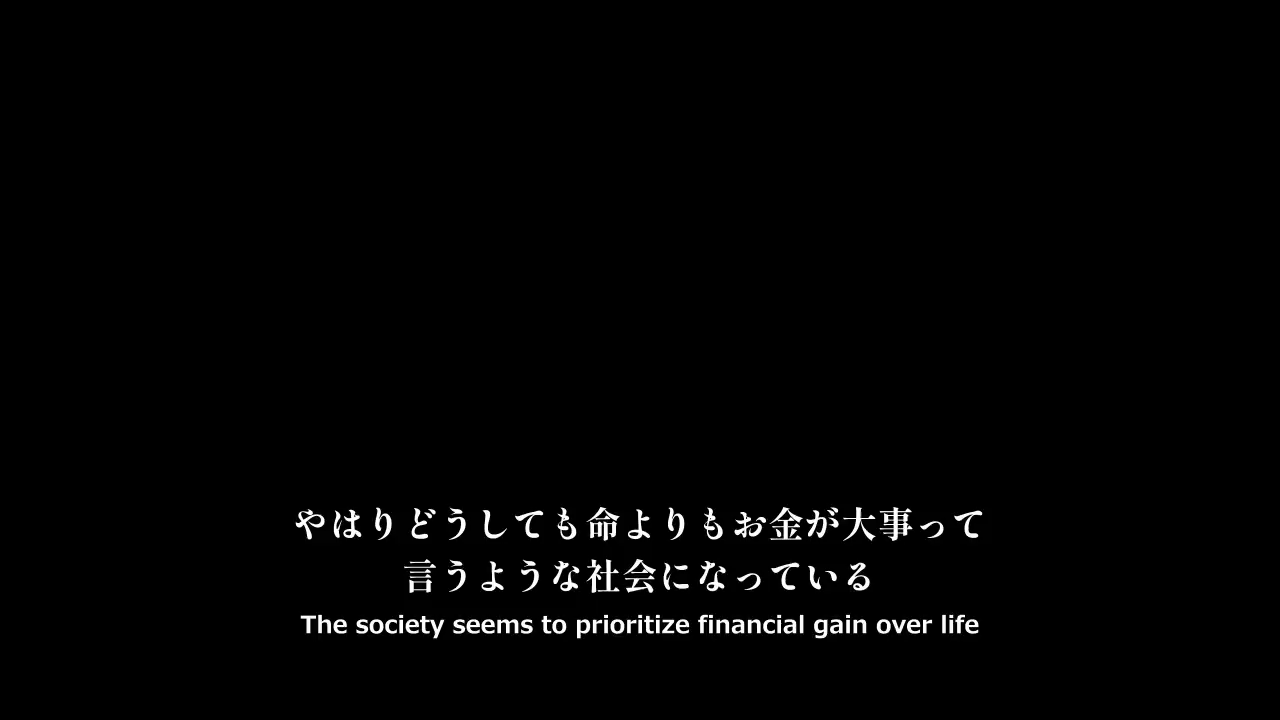 やはりどうしても命よりもお金が大事って
言うような社会になっている
The society seems to prioritize financial gain over life